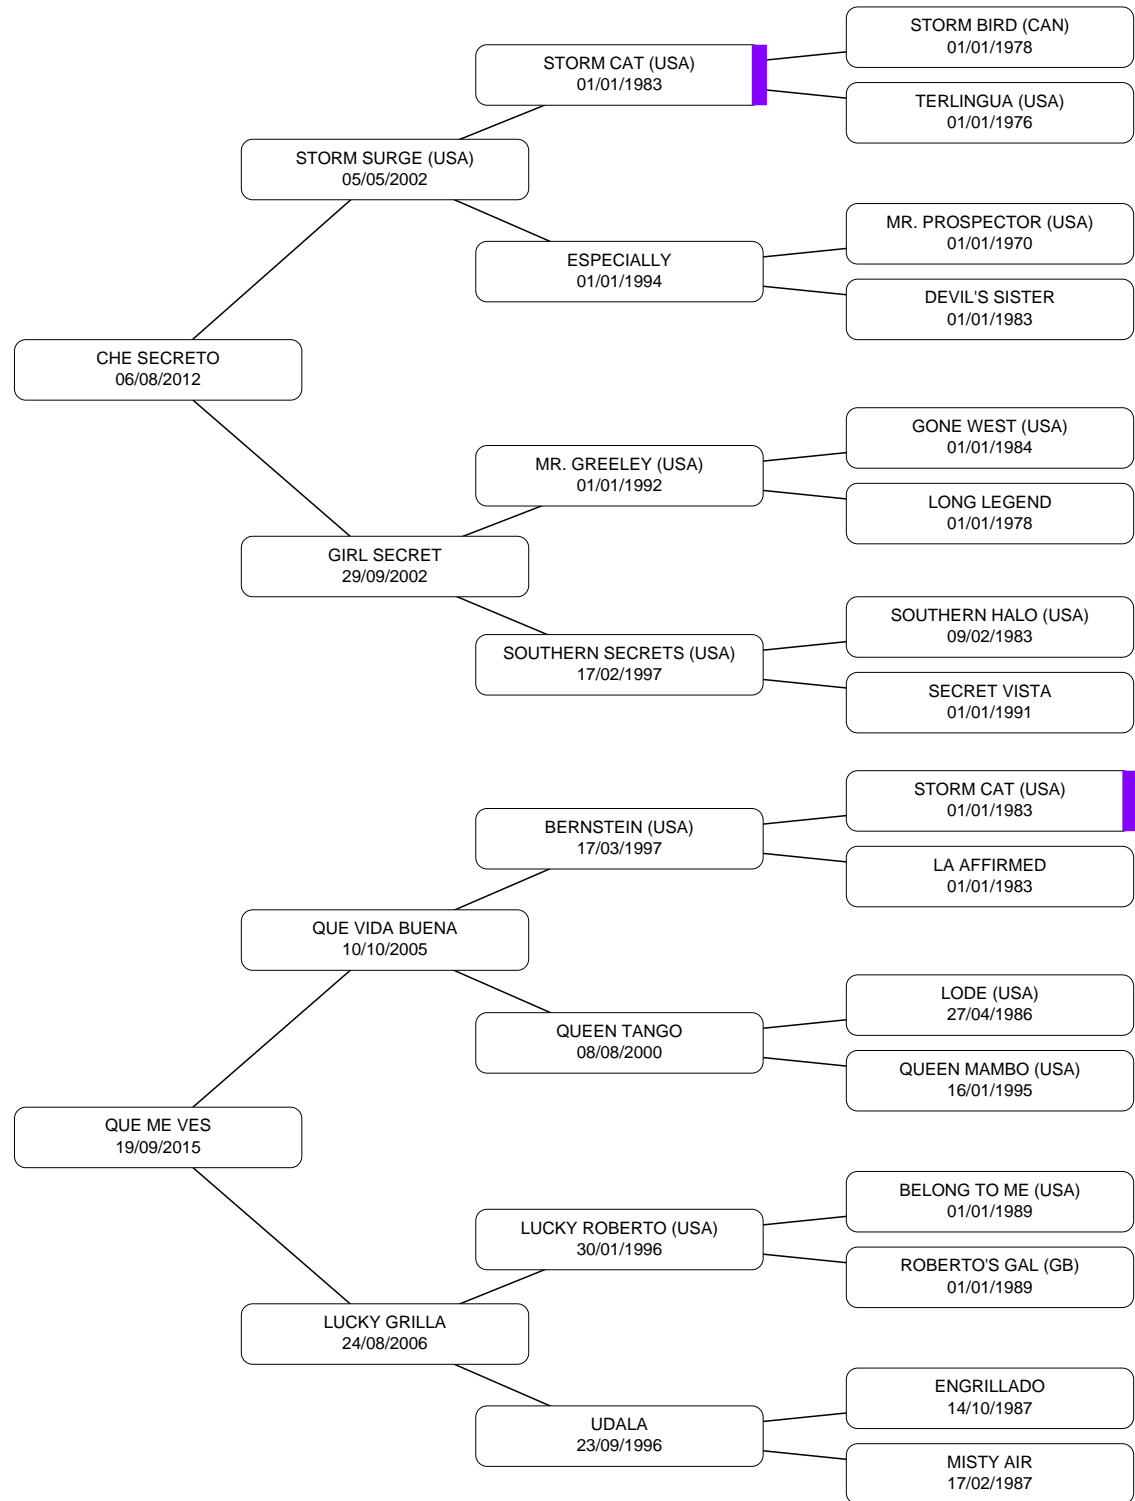 STORM BIRD (CAN)
01/01/1978
STORM CAT (USA)
01/01/1983
TERLINGUA (USA)
01/01/1976
STORM SURGE (USA)
05/05/2002
MR. PROSPECTOR (USA)
01/01/1970
ESPECIALLY
01/01/1994
DEVIL'S SISTER
01/01/1983
CHE SECRETO
06/08/2012
GONE WEST (USA)
01/01/1984
MR. GREELEY (USA)
01/01/1992
LONG LEGEND
01/01/1978
GIRL SECRET
29/09/2002
SOUTHERN HALO (USA)
09/02/1983
SOUTHERN SECRETS (USA)
17/02/1997
SECRET VISTA
01/01/1991
STORM CAT (USA)
01/01/1983
BERNSTEIN (USA)
17/03/1997
LA AFFIRMED
01/01/1983
QUE VIDA BUENA
10/10/2005
LODE (USA)
27/04/1986
QUEEN TANGO
08/08/2000
QUEEN MAMBO (USA)
16/01/1995
QUE ME VES
19/09/2015
BELONG TO ME (USA)
01/01/1989
LUCKY ROBERTO (USA)
30/01/1996
ROBERTO'S GAL (GB)
01/01/1989
LUCKY GRILLA
24/08/2006
ENGRILLADO
14/10/1987
UDALA
23/09/1996
MISTY AIR
17/02/1987